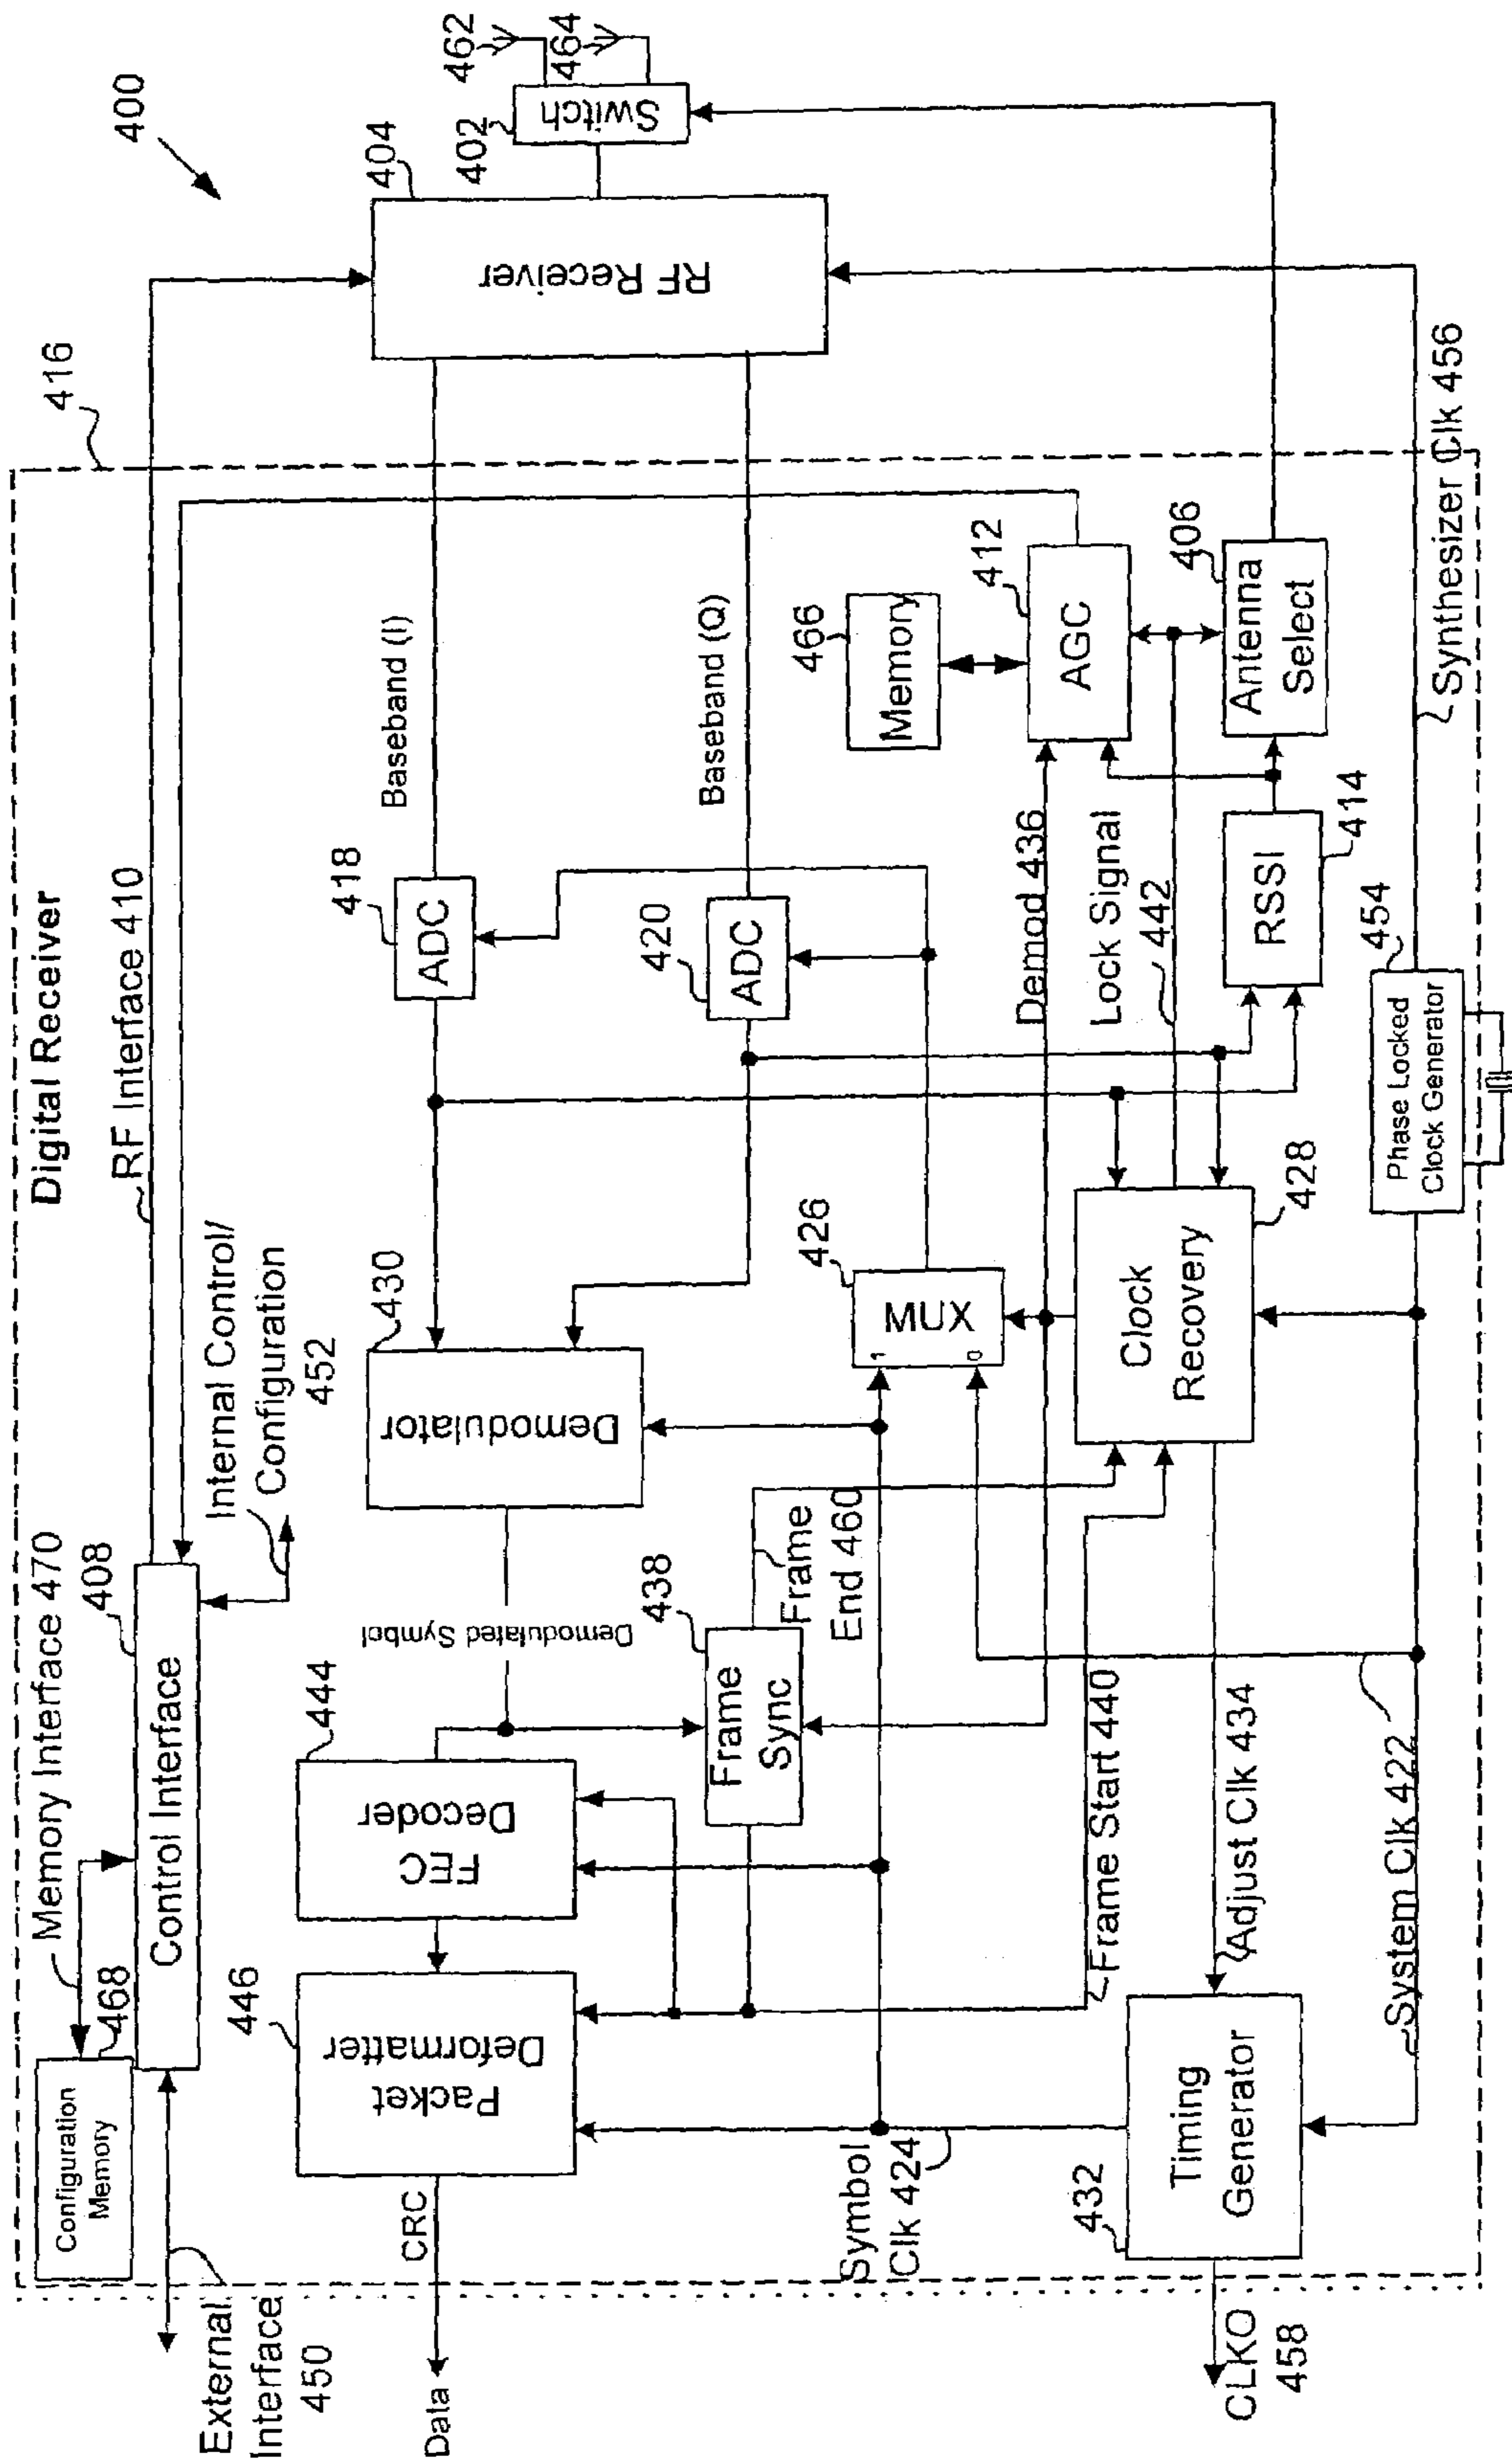 Digital Receiver
400
416
External
Interface
450
Configuration
Memory
468
Memory Interface 470
Control Interface
408
Internal Control/
Configuration
452
RF Interface 410
Data
CRC
Packet
Deformatter
446
Decoder
FEC
444
Demodulated Symbol
Demodulator
430
ADC
418
Baseband (I)
RF Receiver
404
Switch
402
462
464
Frame
Sync
438
Frame
End 460
ADC
420
Baseband (Q)
Symbol
Clk 424
MUX
1
0
426
Memory
466
Frame Start 440
Demod 436
Lock Signal
442
AGC
412
CLKO
458
Timing
Generator
432
Adjust Clk 434
Clock
Recovery
428
RSSI
414
Antenna
Select
406
System Clk 422
Phase Locked
Clock Generator
454
Synthesizer Clk 456